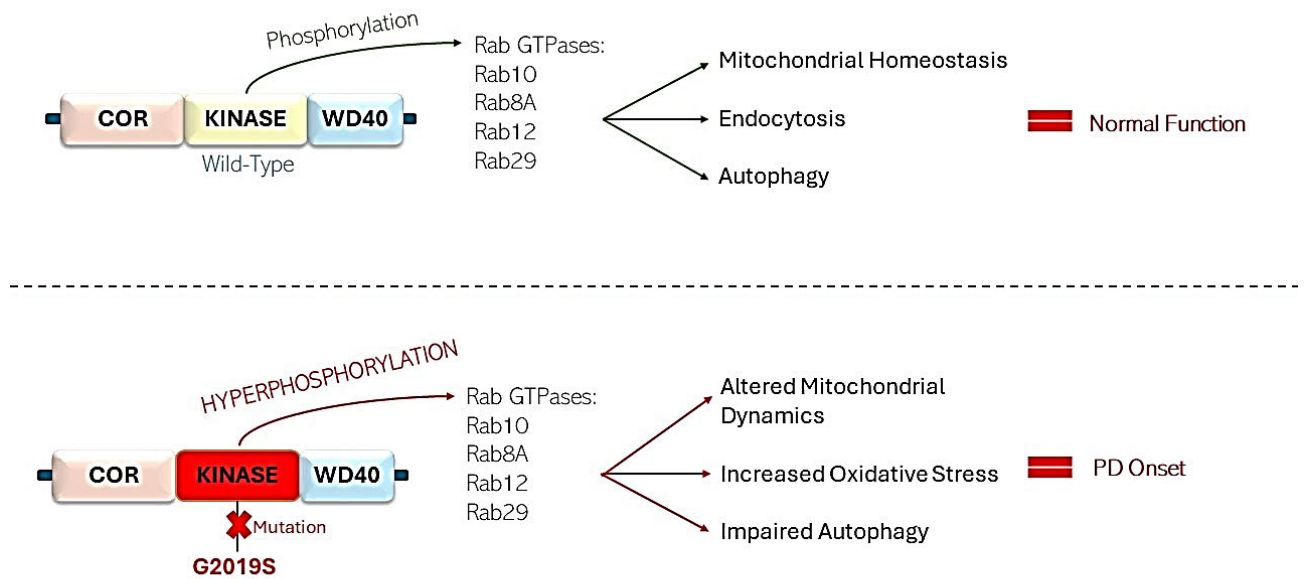 Phosphorylation
COR
KINASE
WD40
Wild-Type
Rab GTPases:
Rab10
Rab8A
Rab12
Rab29
Mitochondrial Homeostasis
Endocytosis
Autophagy
Normal Function
HYPERPHOSPHORYLATION
COR
KINASE
WD40
Mutation
G2019S
Rab GTPases:
Rab10
Rab8A
Rab12
Rab29
Altered Mitochondrial
Dynamics
Increased Oxidative Stress
Impaired Autophagy
PD Onset